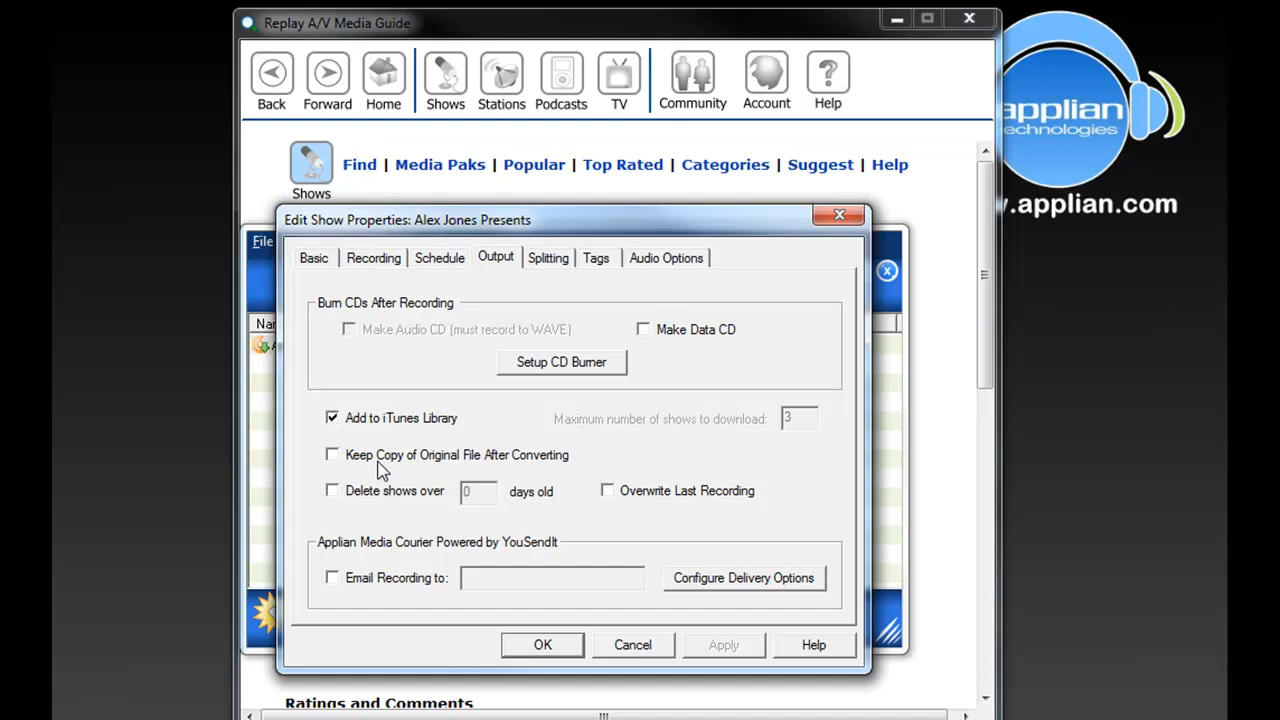 Replay A/V Media Guide
Back Forward Home Shows Stations Podcasts TV Community Account Help
applian
technologies
Find | Media Paks | Popular | Top Rated | Categories | Suggest | Help
Shows
.applian.com
Edit Show Properties: Alex Jones Presents
File
Basic Recording Schedule Output Splitting Tags Audio Options
Burn CDs After Recording
Make Audio CD (must record to WAVE) Make Data CD
Setup CD Burner
Add to iTunes Library Maximum number of shows to download: 3
Keep Copy of Original File After Converting
Delete shows over 0 days old Overwrite Last Recording
Applian Media Courier Powered by YouSendIt
Email Recording to: Configure Delivery Options
OK Cancel Apply Help
Ratings and Comments